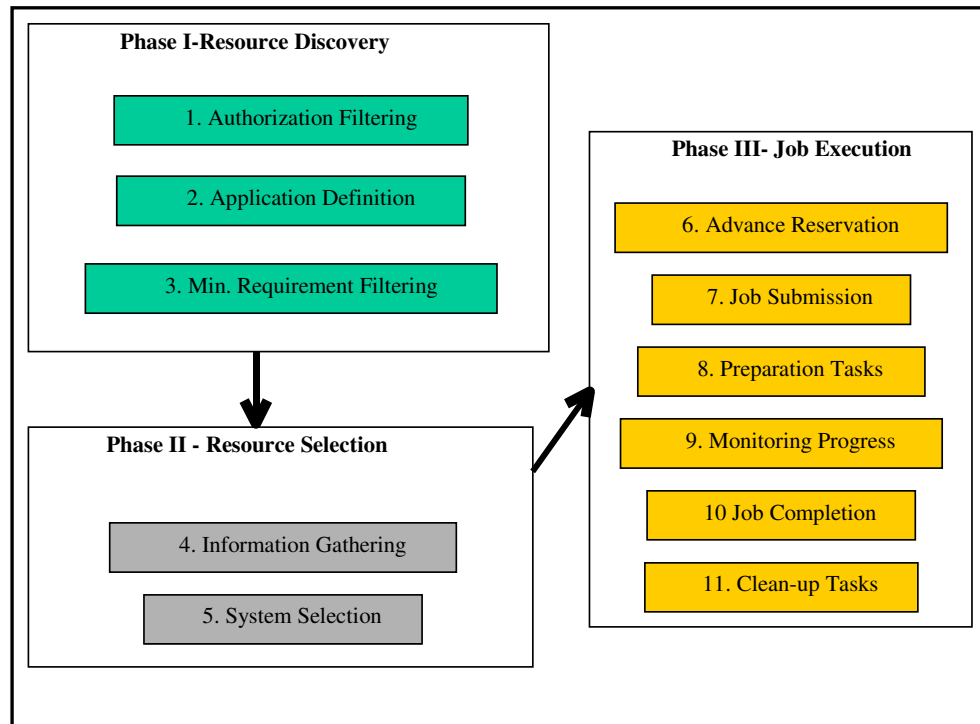 Phase I-Resource Discovery
1. Authorization Filtering
2. Application Definition
3. Min. Requirement Filtering
Phase II - Resource Selection
4. Information Gathering
5. System Selection
Phase III- Job Execution
6. Advance Reservation
7. Job Submission
8. Preparation Tasks
9. Monitoring Progress
10 Job Completion
11. Clean-up Tasks